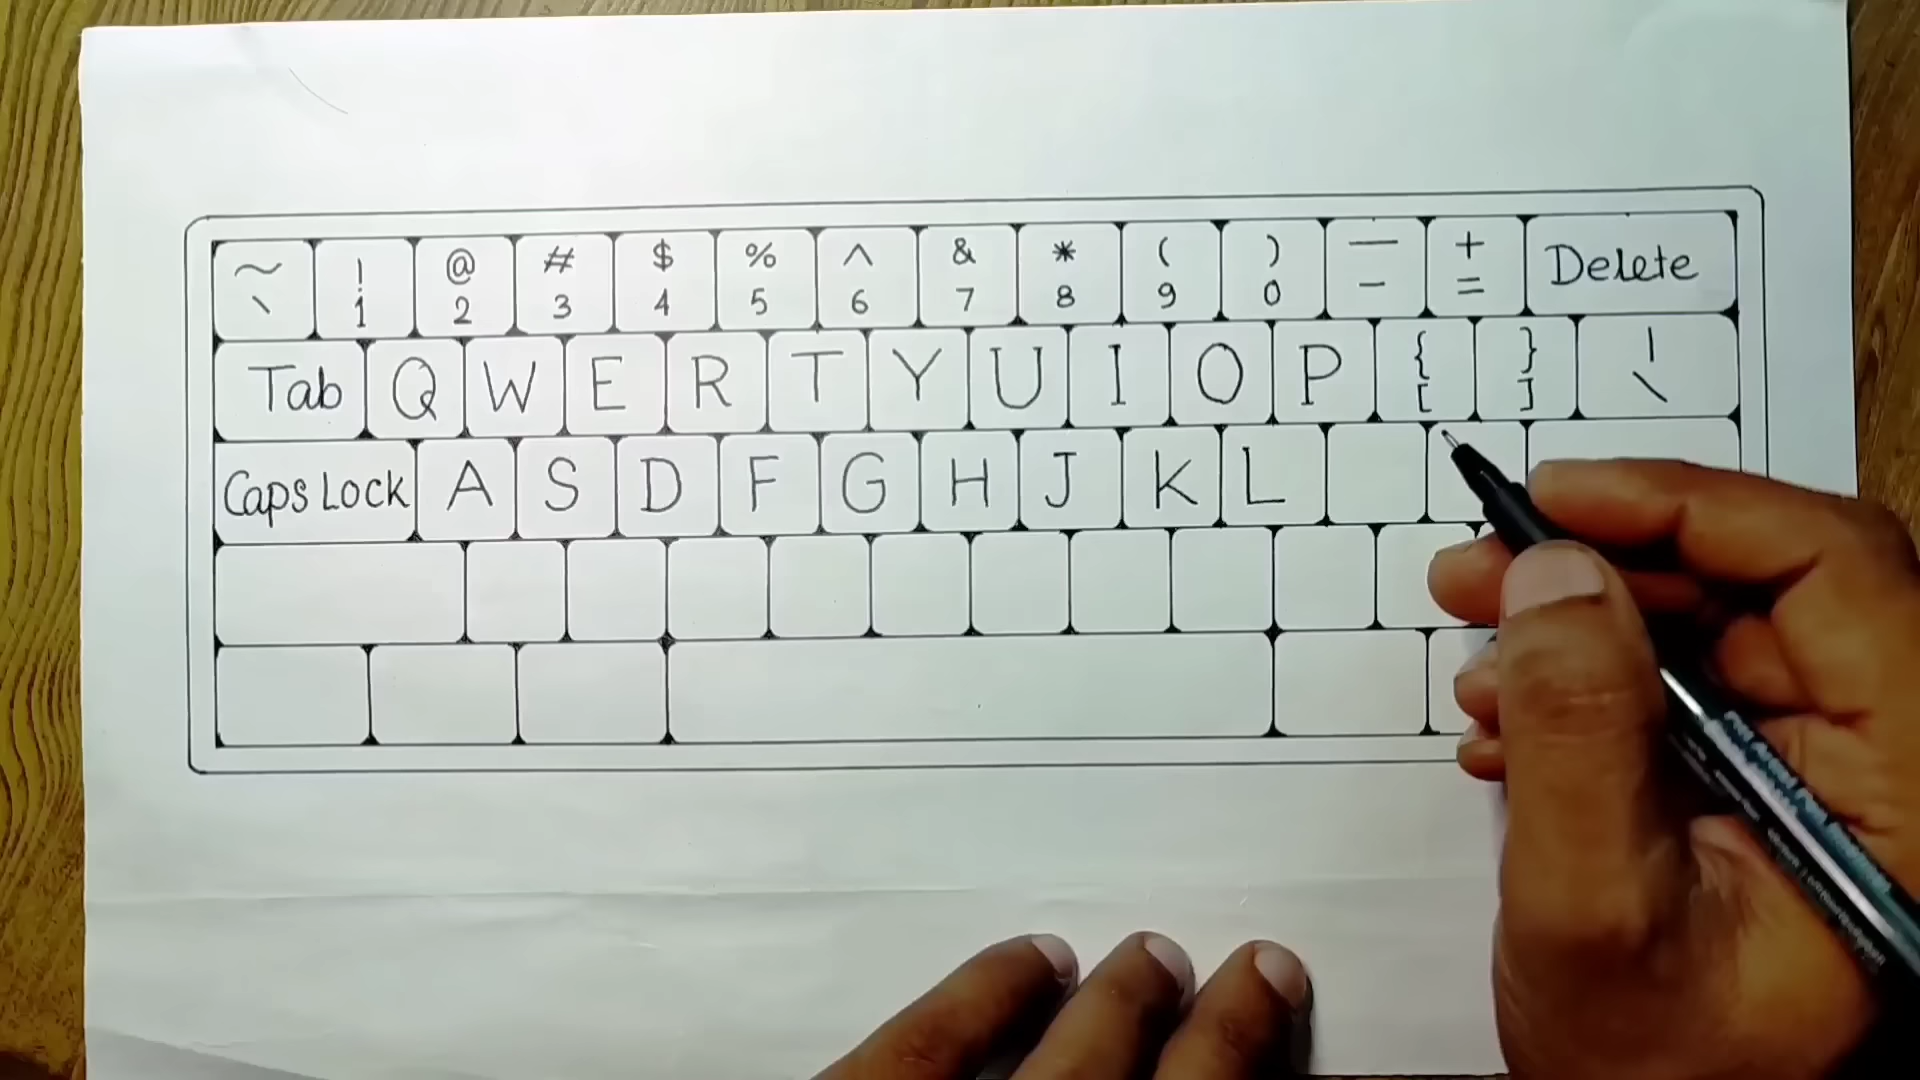 ~ ! @ # $ % ^ & * ( ) — + Delete
` 1 2 3 4 5 6 7 8 9 0 - =
Tab Q W E R T Y U I O P { } |
[ ] \
Caps Lock A S D F G H J K L